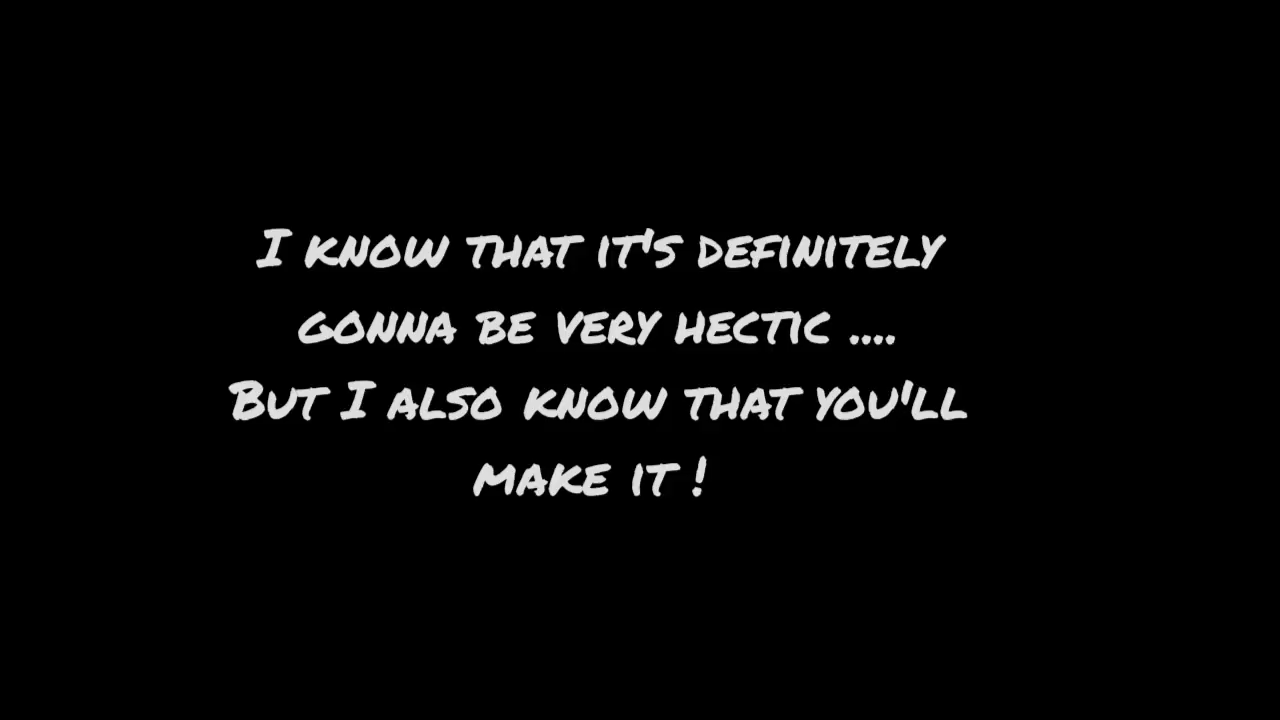 I know that it's definitely
gonna be very hectic ....
But I also know that you'll
make it !